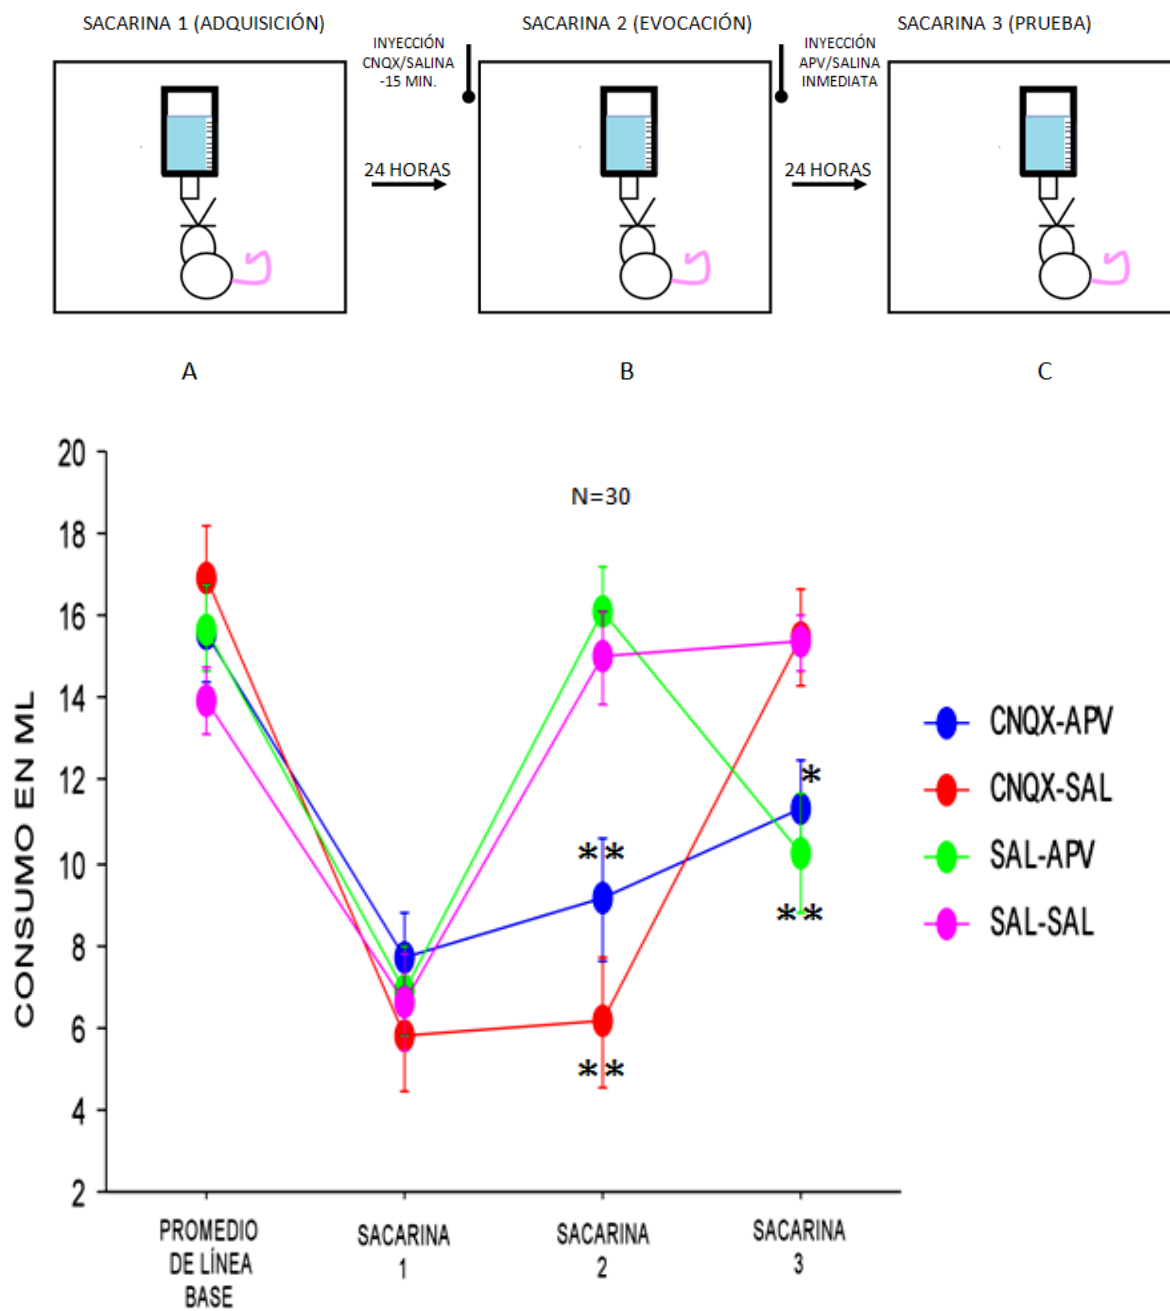 SACARINA 1 (ADQUISICIÓN)
SACARINA 2 (EVOCACIÓN)
SACARINA 3 (PRUEBA)
INYECCIÓN
CNQX/SALINA
-15 MIN.
INYECCIÓN
APV/SALINA
INMEDIATA
24 HORAS
24 HORAS
A
B
C
N=30
CONSUMO EN ML
20
18
16
14
12
10
8
6
4
2
*
**
**
**
CNQX-APV
CNQX-SAL
SAL-APV
SAL-SAL
PROMEDIO
DE LÍNEA
BASE
SACARINA
1
SACARINA
2
SACARINA
3